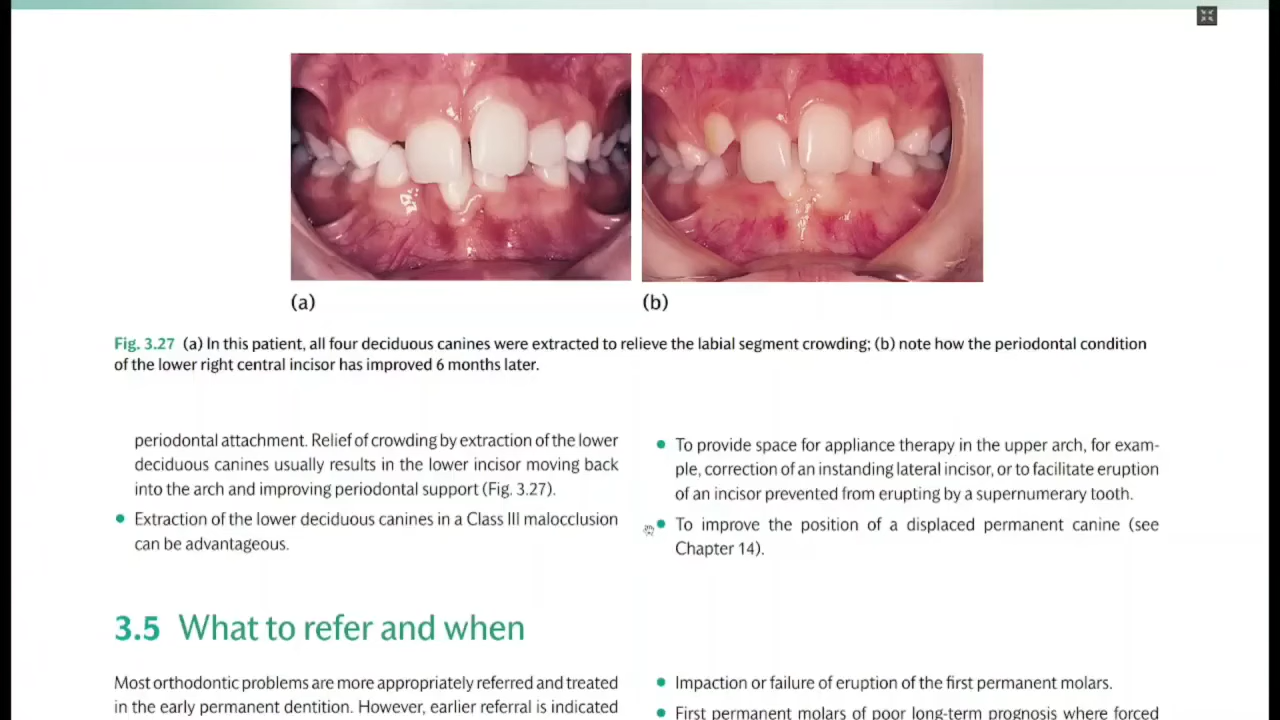 (a)
(b)
Fig. 3.27 (a) In this patient, all four deciduous canines were extracted to relieve the labial segment crowding; (b) note how the periodontal condition
of the lower right central incisor has improved 6 months later.
periodontal attachment. Relief of crowding by extraction of the lower
deciduous canines usually results in the lower incisor moving back
into the arch and improving periodontal support (Fig. 3.27).
• Extraction of the lower deciduous canines in a Class III malocclusion
can be advantageous.
• To provide space for appliance therapy in the upper arch, for exam-
ple, correction of an instanding lateral incisor, or to facilitate eruption
of an incisor prevented from erupting by a supernumerary tooth.
• To improve the position of a displaced permanent canine (see
Chapter 14).
3.5 What to refer and when
Most orthodontic problems are more appropriately referred and treated
in the early permanent dentition. However, earlier referral is indicated
• Impaction or failure of eruption of the first permanent molars.
• First permanent molars of poor long-term prognosis where forced